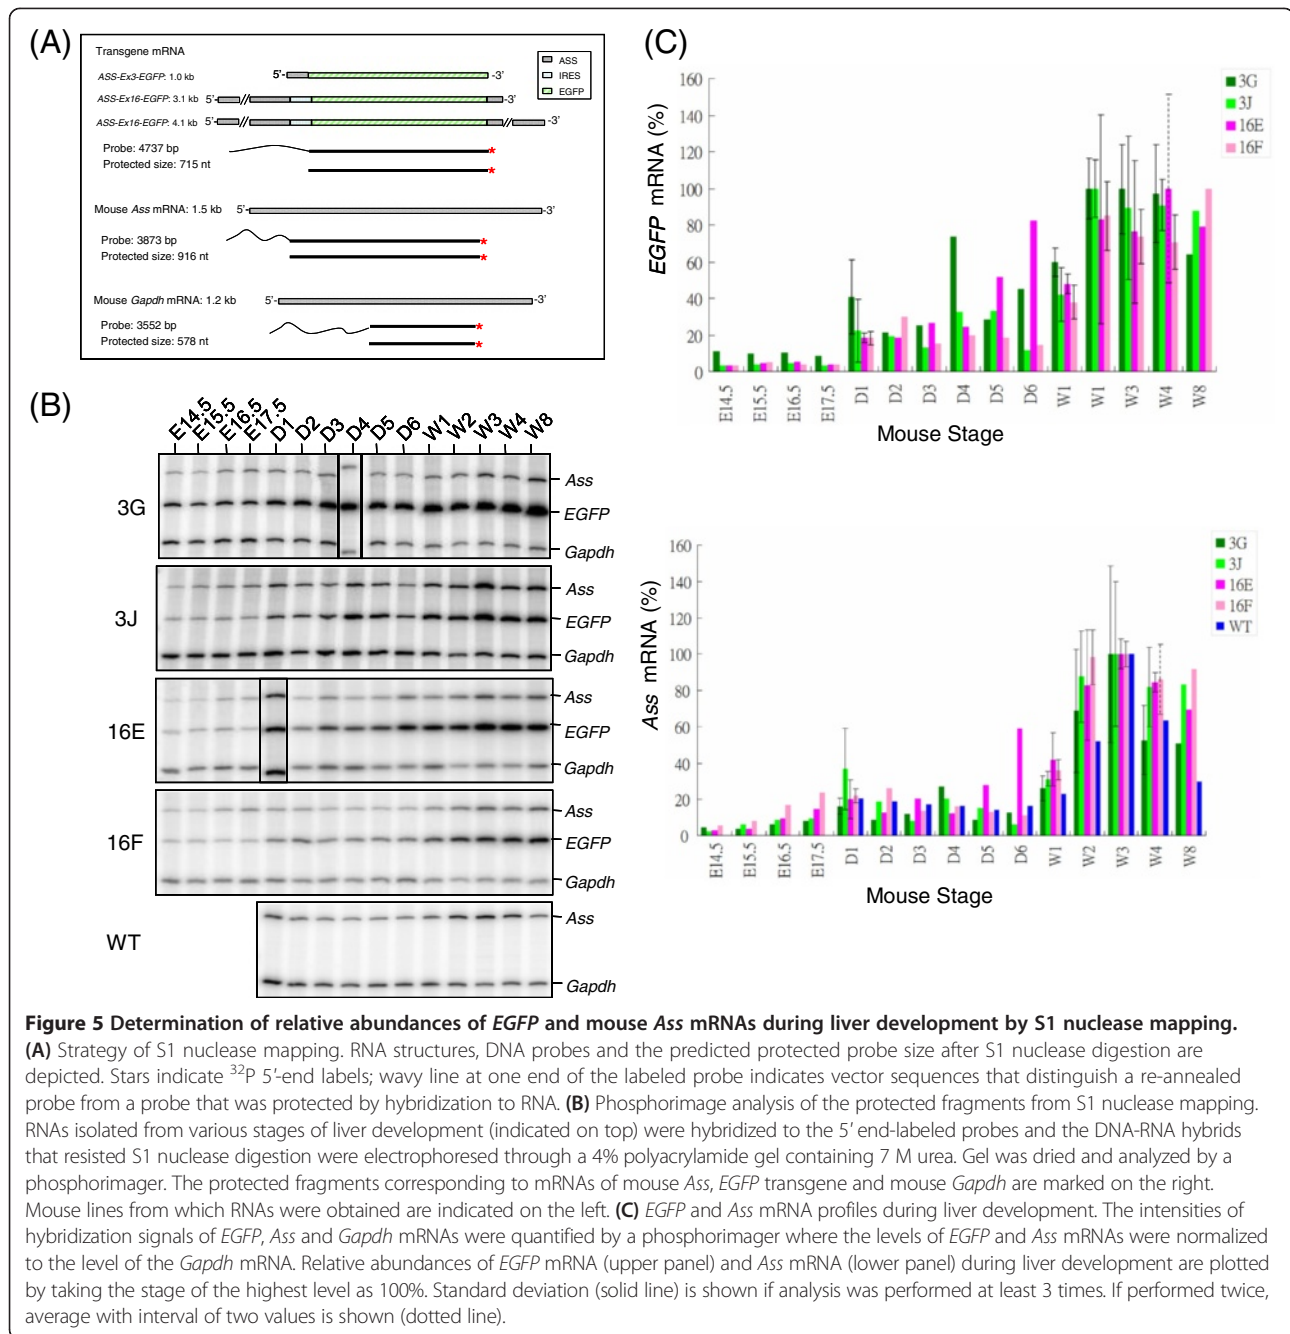 (A)
Transgene mRNA
ASS-Ex3-EGFP: 1.0 kb 5'- -3'
ASS-Ex16-EGFP: 3.1 kb 5'- -3'
ASS-Ex16-EGFP: 4.1 kb 5'- -3'
ASS
IRES
EGFP
Probe: 4737 bp *
Protected size: 715 nt *
Mouse Ass mRNA: 1.5 kb 5'- -3'
Probe: 3873 bp *
Protected size: 916 nt *
Mouse Gapdh mRNA: 1.2 kb 5'- -3'
Probe: 3552 bp *
Protected size: 578 nt *
(B)
E14.5 E15.5 E16.5 E17.5 D1 D2 D3 D4 D5 D6 W1 W2 W3 W4 W8
3G
Ass
EGFP
Gapdh
3J
Ass
EGFP
Gapdh
16E
Ass
EGFP
Gapdh
16F
Ass
EGFP
Gapdh
WT
Ass
Gapdh
(C)
EGFP mRNA (%)
160
140
120
100
80
60
40
20
0
3G
3J
16E
16F
E14.5 E15.5 E16.5 E17.5 D1 D2 D3 D4 D5 D6 W1 W1 W3 W4 W8
Mouse Stage
Ass mRNA (%)
160
140
120
100
80
60
40
20
0
3G
3J
16E
16F
WT
E14.5 E15.5 E16.5 E17.5 D1 D2 D3 D4 D5 D6 W1 W2 W3 W4 W8
Mouse Stage
Figure 5 Determination of relative abundances of EGFP and mouse Ass mRNAs during liver development by S1 nuclease mapping.
(A) Strategy of S1 nuclease mapping. RNA structures, DNA probes and the predicted protected probe size after S1 nuclease digestion are
depicted. Stars indicate ³²P 5'-end labels; wavy line at one end of the labeled probe indicates vector sequences that distinguish a re-annealed
probe from a probe that was protected by hybridization to RNA. (B) Phosphorimage analysis of the protected fragments from S1 nuclease mapping.
RNAs isolated from various stages of liver development (indicated on top) were hybridized to the 5' end-labeled probes and the DNA-RNA hybrids
that resisted S1 nuclease digestion were electrophoresed through a 4% polyacrylamide gel containing 7 M urea. Gel was dried and analyzed by a
phosphorimager. The protected fragments corresponding to mRNAs of mouse Ass, EGFP transgene and mouse Gapdh are marked on the right.
Mouse lines from which RNAs were obtained are indicated on the left. (C) EGFP and Ass mRNA profiles during liver development. The intensities of
hybridization signals of EGFP, Ass and Gapdh mRNAs were quantified by a phosphorimager where the levels of EGFP and Ass mRNAs were normalized
to the level of the Gapdh mRNA. Relative abundances of EGFP mRNA (upper panel) and Ass mRNA (lower panel) during liver development are plotted
by taking the stage of the highest level as 100%. Standard deviation (solid line) is shown if analysis was performed at least 3 times. If performed twice,
average with interval of two values is shown (dotted line).